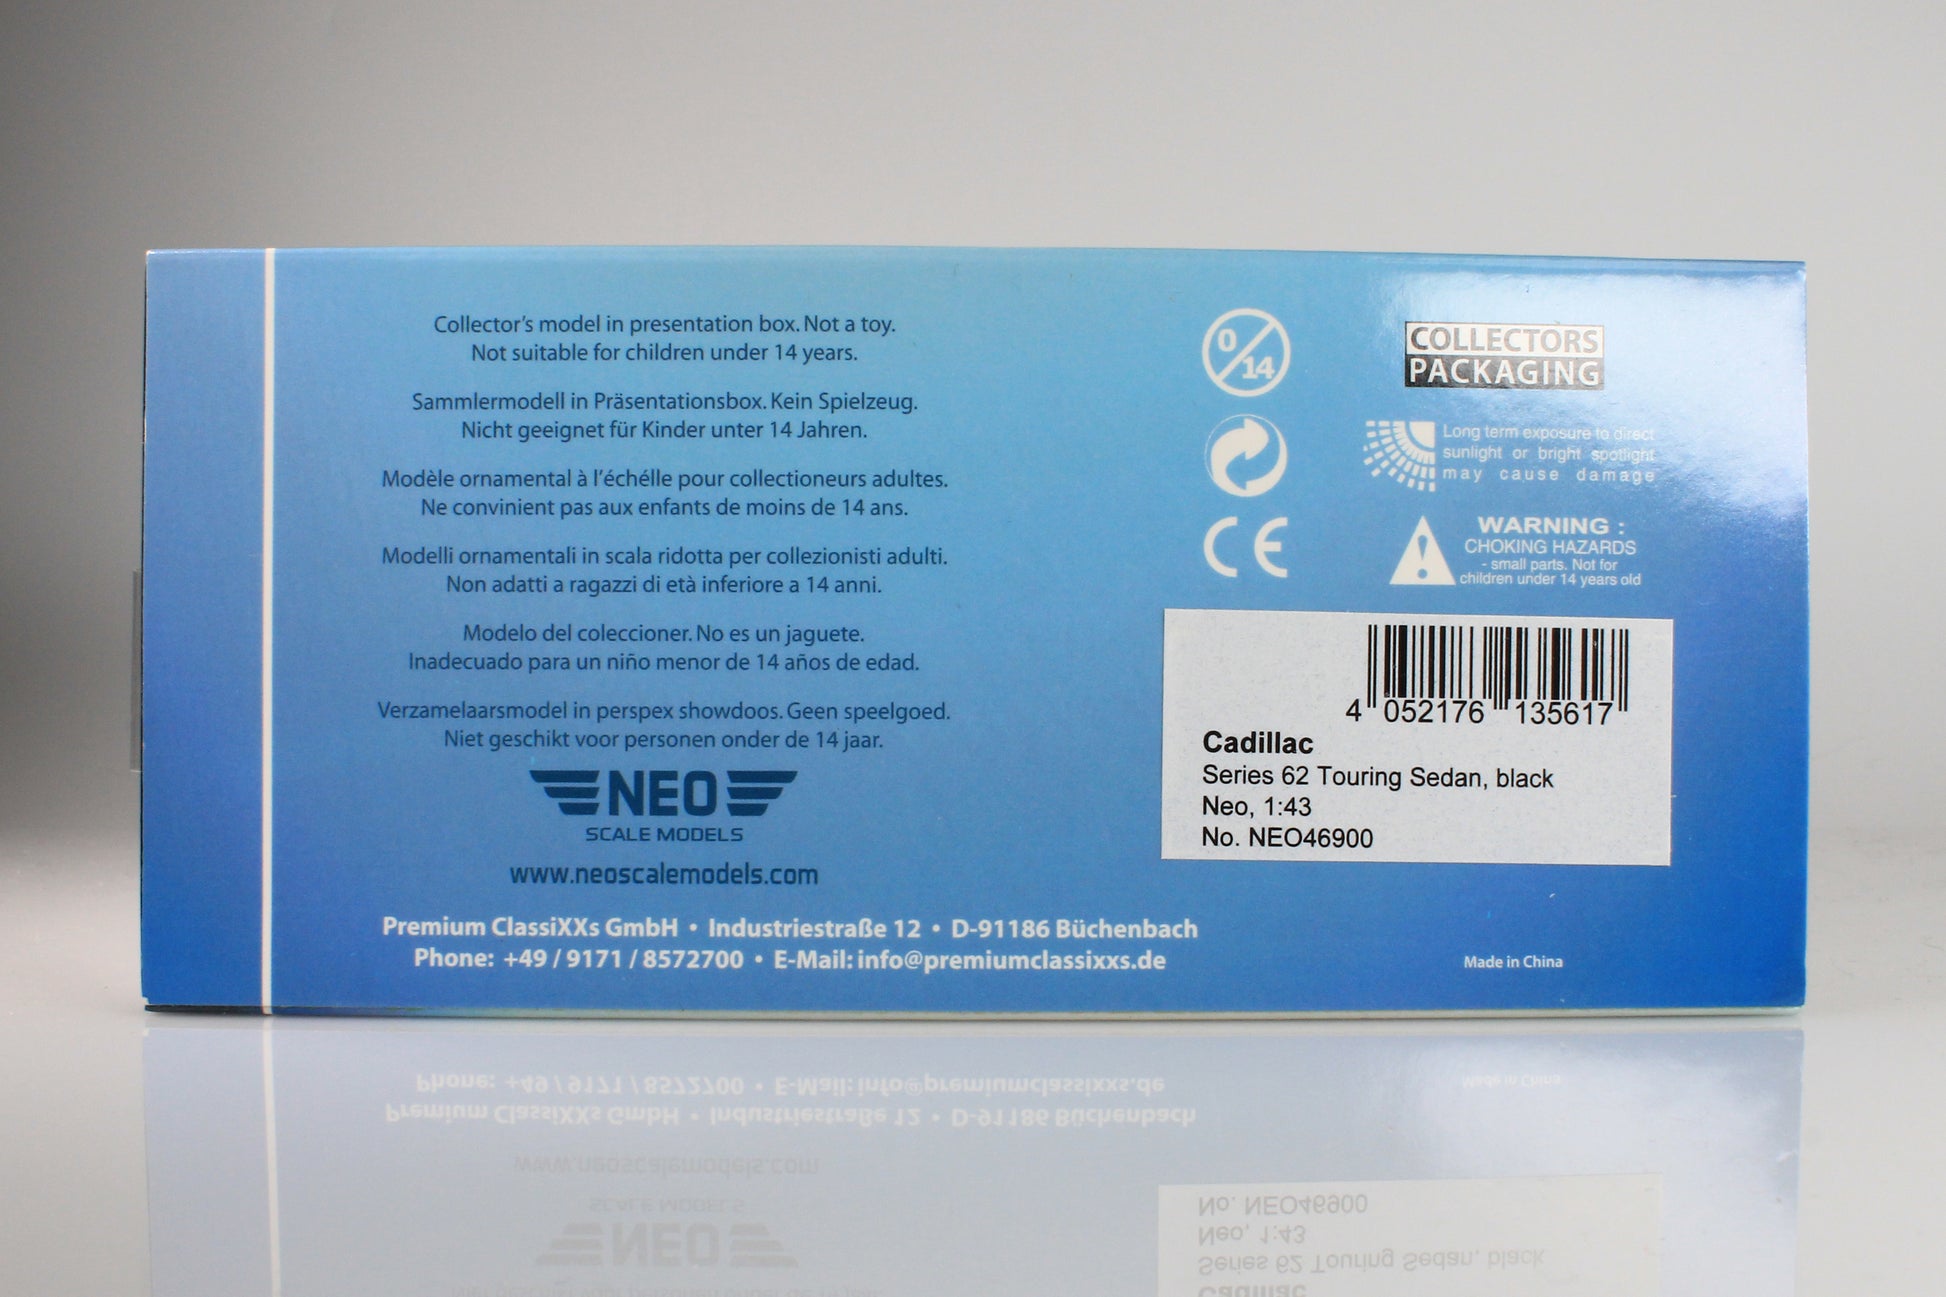 Collector's model in presentation box. Not a toy.
Not suitable for children under 14 years.
Sammlermodell in Präsentationsbox. Kein Spielzeug.
Nicht geeignet für Kinder unter 14 Jahren.
Modèle ornamental à l'échélle pour collectioneurs adultes.
Ne convinient pas aux enfants de moins de 14 ans.
Modelli ornamentali in scala ridotta per collezionisti adulti.
Non adatti a ragazzi di età inferiore a 14 anni.
Modelo del coleccioner. No es un jaguete.
Inadecuado para un niño menor de 14 años de edad.
Verzamelaarsmodel in perspex showdoos. Geen speelgoed.
Niet geschikt voor personen onder de 14 jaar.
NEO
SCALE MODELS
www.neoscalemodels.com
Premium ClassiXXs GmbH • Industriestraße 12 • D-91186 Büchenbach
Phone: +49 / 9171 / 8572700 • E-Mail: info@premiumclassixxs.de
0
14
CE
COLLECTORS
PACKAGING
Long term exposure to direct
sunlight or bright spotlight
may cause damage
WARNING :
CHOKING HAZARDS
- small parts. Not for
children under 14 years old
4 052176 135617
Cadillac
Series 62 Touring Sedan, black
Neo, 1:43
No. NEO46900
Made in China